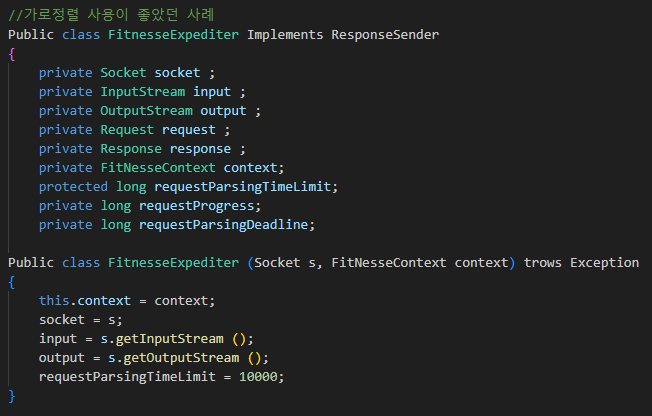 //가로정렬 사용이 좋았던 사례
Public class FitnesseExpediter Implements ResponseSender
{
    private Socket socket ;
    private InputStream input ;
    private OutputStream output ;
    private Request request ;
    private Response response ;
    private FitNesseContext context;
    protected long requestParsingTimeLimit;
    private long requestProgress;
    private long requestParsingDeadline;

Public class FitnesseExpediter (Socket s, FitNesseContext context) trows Exception
{
    this.context = context;
    socket = s;
    input = s.getInputStream ();
    output = s.getOutputStream ();
    requestParsingTimeLimit = 10000;
}